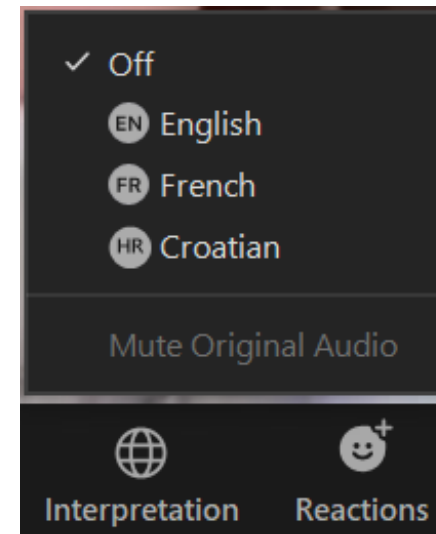 Off
EN English
FR French
HR Croatian
Mute Original Audio
Interpretation Reactions